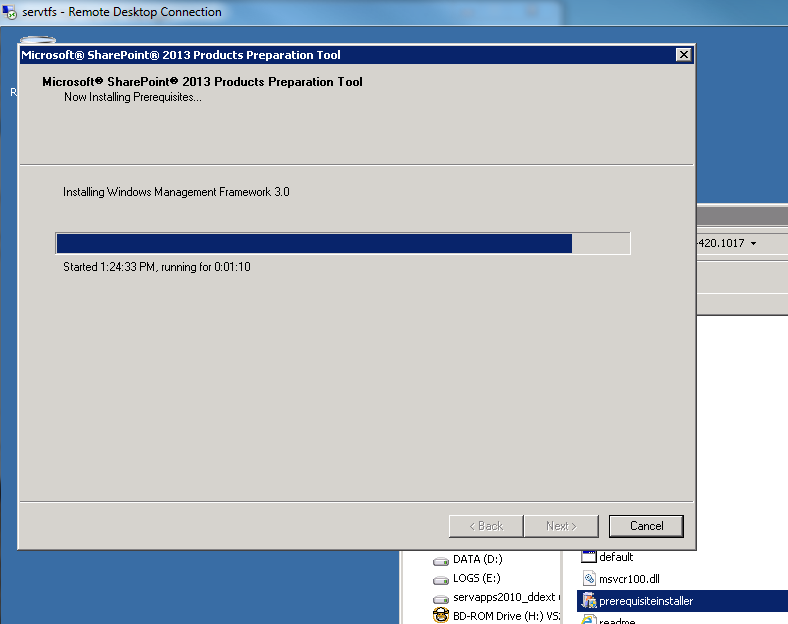 servtfs - Remote Desktop Connection
Microsoft® SharePoint® 2013 Products Preparation Tool
Microsoft® SharePoint® 2013 Products Preparation Tool
Now Installing Prerequisites...
R
Installing Windows Management Framework 3.0
-420.1017
Started 1:24:33 PM, running for 0:01:10
< Back
Next >
Cancel
DATA (D:)
LOGS (E:)
servapps2010_ddext
BD-ROM Drive (H:) VS
default
msvcr100.dll
prerequisiteinstaller
readme